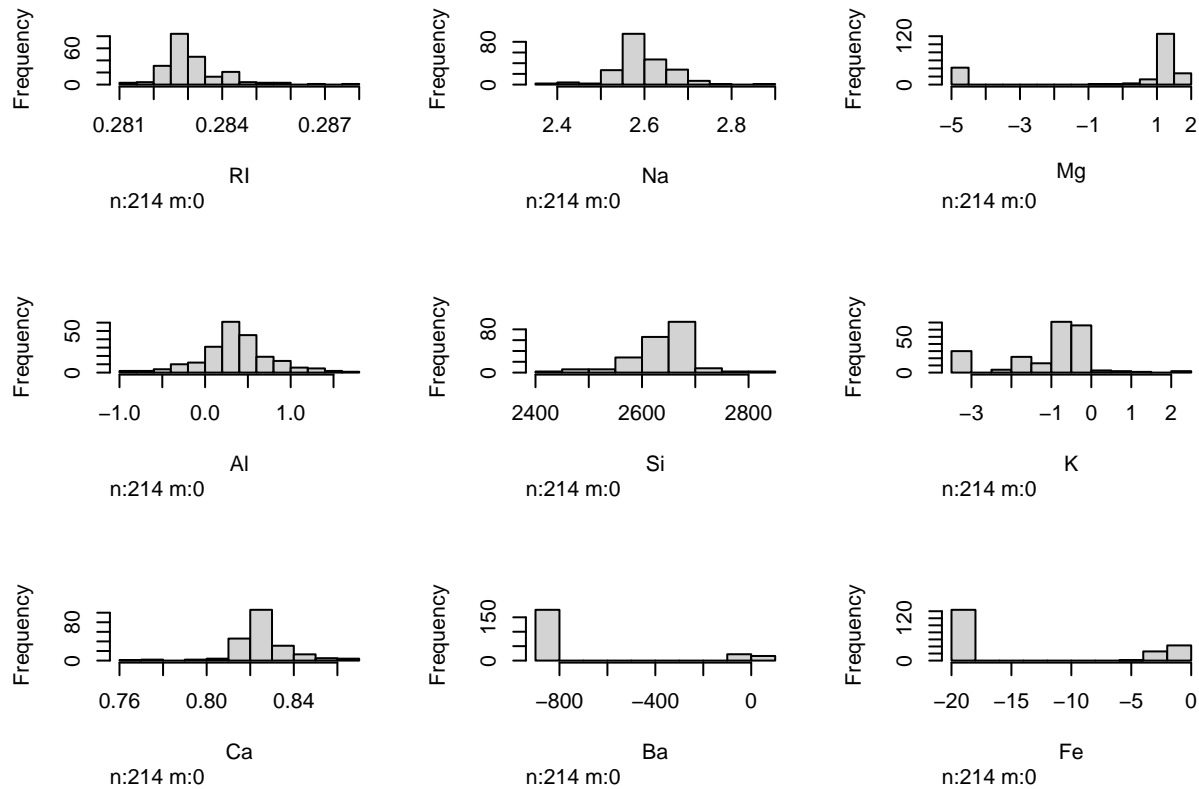 Frequency
0 60
0.281 0.284 0.287
RI
n:214 m:0
Frequency
0 80
2.4 2.6 2.8
Na
n:214 m:0
Frequency
0 120
−5 −3 −1 1 2
Mg
n:214 m:0
Frequency
0 50
−1.0 0.0 1.0
Al
n:214 m:0
Frequency
0 80
2400 2600 2800
Si
n:214 m:0
Frequency
0 50
−3 −1 0 1 2
K
n:214 m:0
Frequency
0 80
0.76 0.80 0.84
Ca
n:214 m:0
Frequency
0 150
−800 −400 0
Ba
n:214 m:0
Frequency
0 120
−20 −15 −10 −5 0
Fe
n:214 m:0